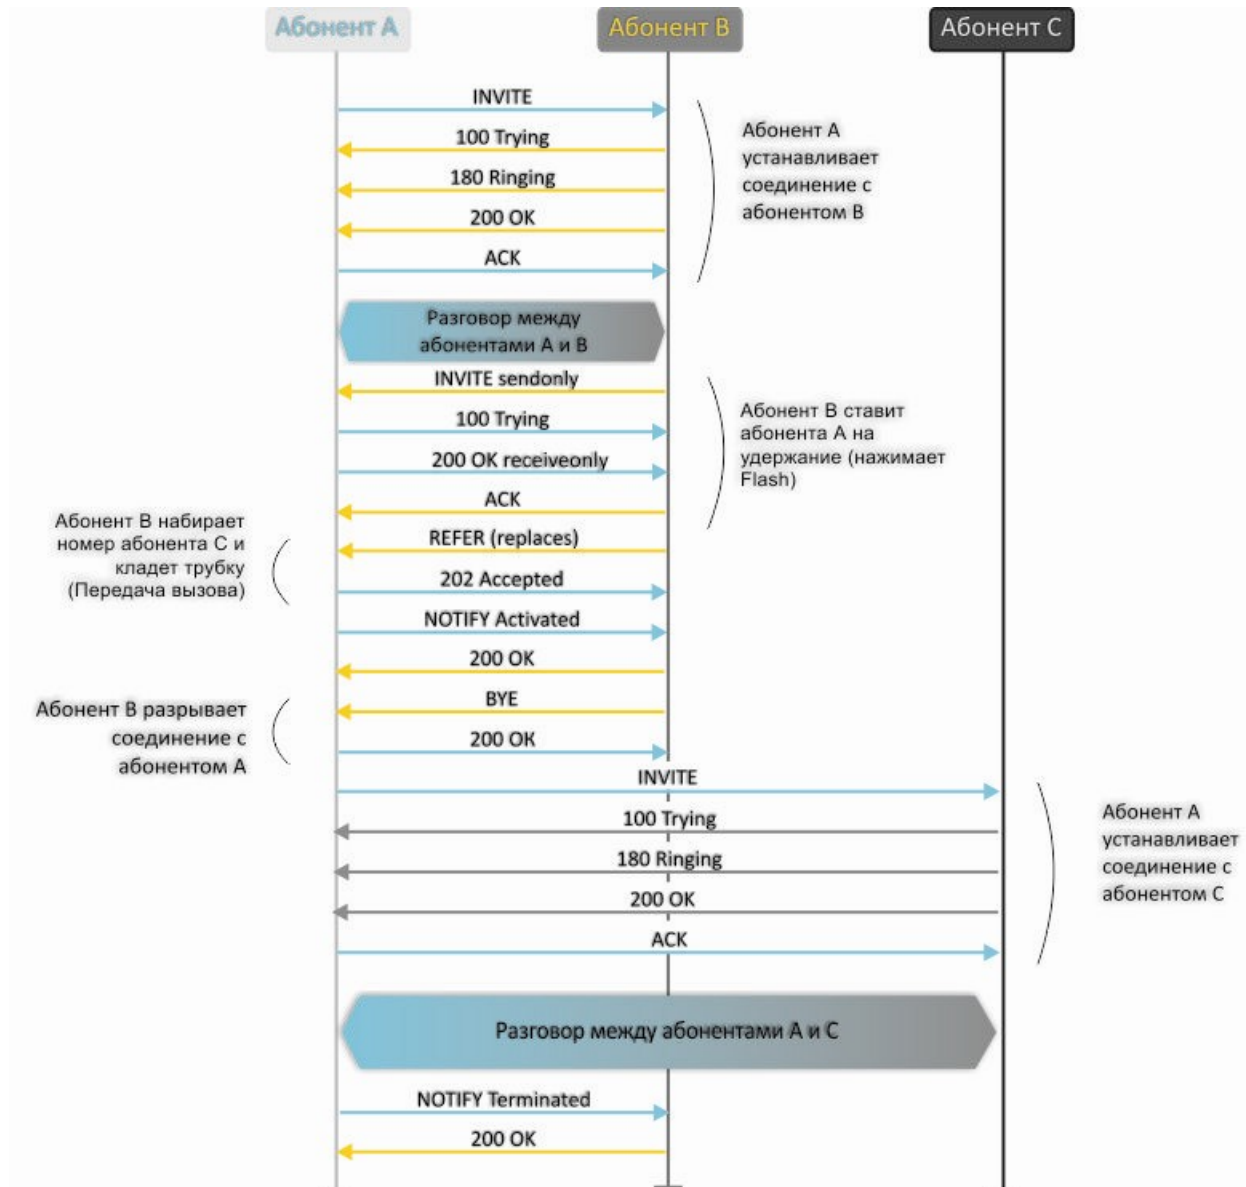 Абонент A
Абонент B
Абонент C
INVITE
100 Trying
180 Ringing
200 OK
ACK
Абонент A
устанавливает
соединение с
абонентом B
Разговор между
абонентами A и B
INVITE sendonly
100 Trying
200 OK receiveonly
ACK
Абонент B ставит
абонента A на
удержание (нажимает
Flash)
REFER (replaces)
202 Accepted
Абонент B набирает
номер абонента C и
кладет трубку
(Передача вызова)
NOTIFY Activated
200 OK
BYE
200 OK
Абонент B разрывает
соединение с
абонентом A
INVITE
100 Trying
180 Ringing
200 OK
ACK
Абонент A
устанавливает
соединение с
абонентом C
Разговор между абонентами A и C
NOTIFY Terminated
200 OK